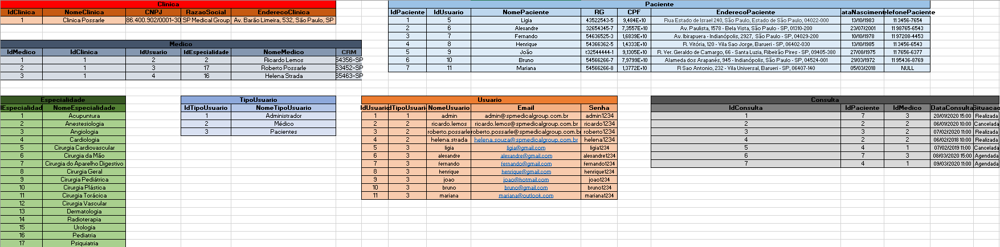 Clinica
IdClinica NomeClinica CNPJ RazaoSocial EnderecoClinica
1 Clinica Possarle 86.400.902/0001-30 SP Medical Group Av. Barão Limeira, 532, São Paulo, SP
Paciente
IdPaciente IdUsuario NomePaciente RG CPF EnderecoPaciente ataNasciment elefonePaciente
1 5 Ligia 43522543-5 9,484E+10 Rua Estado de Israel 240, São Paulo, Estado de São Paulo, 04022-000 13/10/1983 11 3456-7654
2 6 Alexandre 32654345-7 7,3557E+10 Av. Paulista, 1578 - Bela Vista, São Paulo - SP, 01310-200 23/07/2001 11 98765-6543
3 7 Fernando 54636525-3 1,6839E+10 Av. Ibirapuera - Indianópolis, 2927, São Paulo - SP, 04029-200 10/10/1978 11 97208-4453
4 8 Henrique 54366362-5 1,4333E+10 R. Vitória, 120 - Vila Sao Jorge, Barueri - SP, 06402-030 13/10/1985 11 3456-6543
5 9 João t32544444-1 9,1305E+10 R. Ver. Geraldo de Camargo, 66 - Santa Luzia, Ribeirão Pires - SP, 09405-380 27/08/1975 11 7656-6377
6 10 Bruno 54566266-7 7,9799E+10 Alameda dos Arapanés, 945 - Indianópolis, São Paulo - SP, 04524-001 21/03/1972 11 95436-8769
7 11 Mariana 54566266-8 1,3772E+10 R Sao Antonio, 232 - Vila Universal, Barueri - SP, 06407-140 05/03/2018 NULL
Medico
IdMedico IdClinica IdUsuario IdEspecialidade NomeMedico CRM
1 1 2 2 Ricardo Lemos 54356-SP
2 1 3 17 Roberto Possarle 53452-SP
3 1 4 16 Helena Strada 65463-SP
Especialidade
IdEspecialidad NomeEspecialidade
1 Acupuntura
2 Anestesiologia
3 Angiologia
4 Cardiologia
5 Cirurgia Cardiovascular
6 Cirurgia da Mão
7 Cirurgia do Aparelho Digestivo
8 Cirurgia Geral
9 Cirurgia Pediátrica
10 Cirurgia Plástica
11 Cirurgia Torácica
12 Cirurgia Vascular
13 Dermatologia
14 Radioterapia
15 Urologia
16 Pediatria
17 Psiquiatria
TipoUsuario
IdTipoUsuario NomeTipoUsuario
1 Administrador
2 Médico
3 Pacientes
Usuario
IdUsuario dTipoUsuari NomeUsuario Email Senha
1 1 admin admin@spmedicalgroup.com.br admin1234
2 2 ricardo.lemos ricardo.lemos@spmedicalgroup.com.br ricardo1234
3 2 roberto.possarle roberto.possarle@spmedicalgroup.com.br roberto1234
4 2 helena.strada helena.souza@spmedicalgroup.com.br helena1234
5 3 ligia ligia@gmail.com ligia1234
6 3 alexandre alexandre@gmail.com alexandre1234
7 3 fernando fernando@gmail.com fernando1234
8 3 henrique henrique@gmail.com henrique1234
9 3 joao joao@hotmail.com joao1234
10 3 bruno bruno@gmail.com bruno1234
11 3 mariana mariana@outlook.com mariana1234
Consulta
IdConsulta IdPaciente IdMedico DataConsulta Situacao
1 7 3 20/01/2020 15:00 Realizada
2 2 2 06/01/2020 10:00 Cancelada
3 3 2 07/02/2020 11:00 Realizada
4 2 2 06/02/2018 10:00 Realizada
5 4 1 07/02/2019 11:00 Cancelada
6 7 3 08/03/2020 15:00 Agendada
7 4 1 09/03/2020 11:00 Agendada